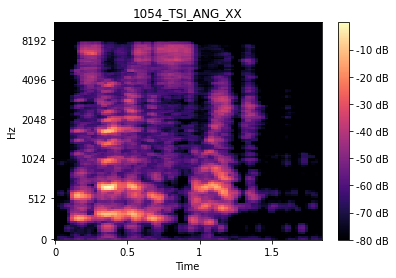 1054_TSI_ANG_XX
8192
4096
2048
1024
512
0
Hz
0
0.5
1
1.5
Time
-10 dB
-20 dB
-30 dB
-40 dB
-50 dB
-60 dB
-70 dB
-80 dB